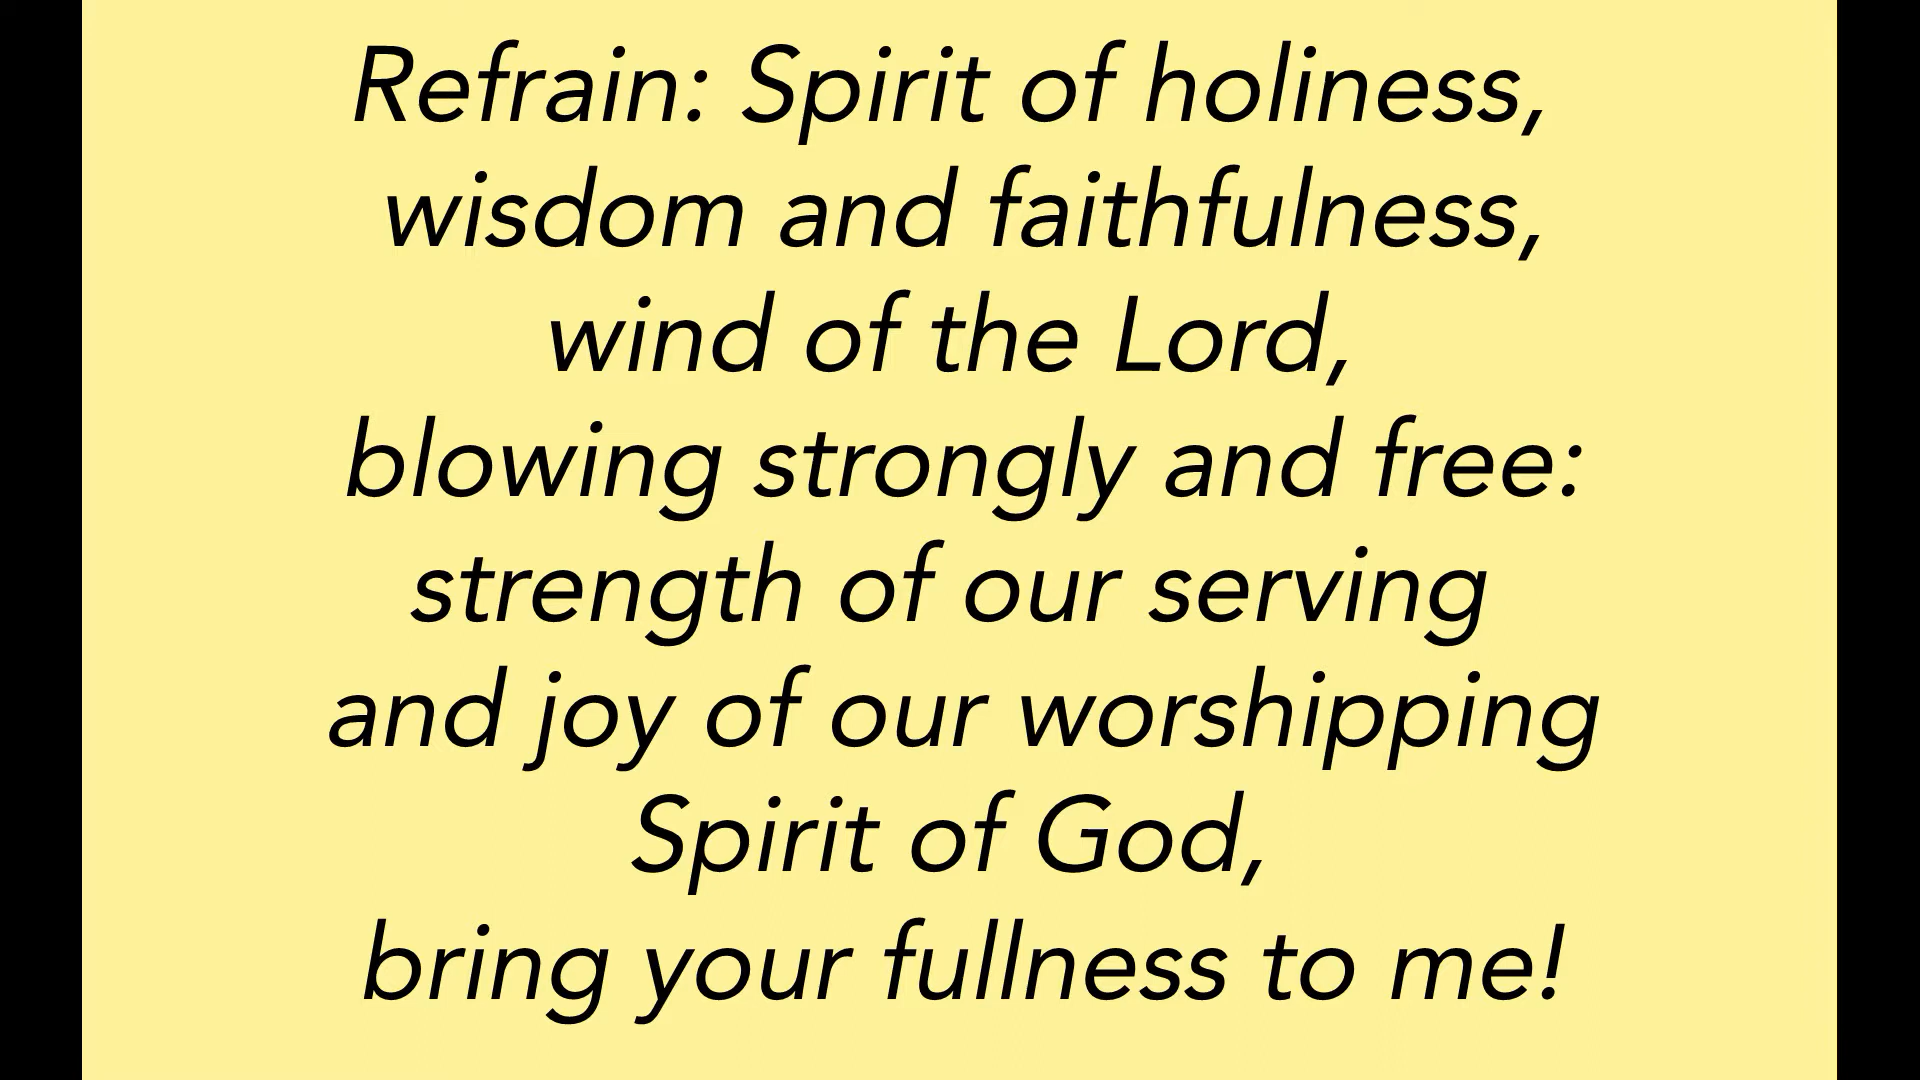 Refrain: Spirit of holiness,
wisdom and faithfulness,
wind of the Lord,
blowing strongly and free:
strength of our serving
and joy of our worshipping
Spirit of God,
bring your fullness to me!